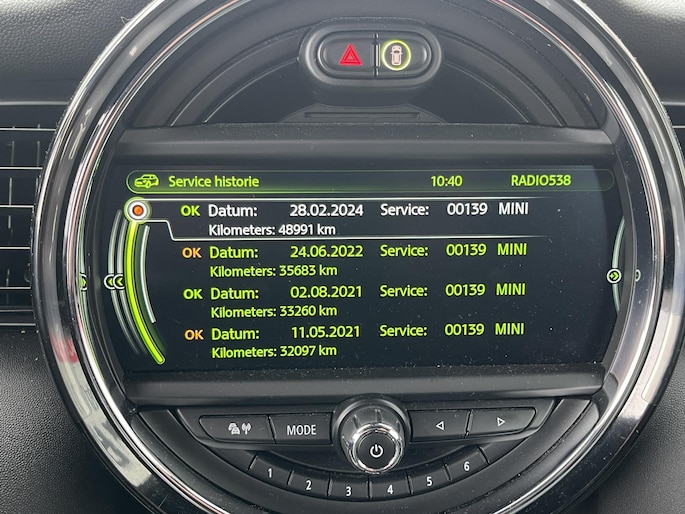 Service historie 10:40 RADIO538
OK Datum: 28.02.2024 Service: 00139 MINI
Kilometers: 48991 km
OK Datum: 24.06.2022 Service: 00139 MINI
Kilometers: 35683 km
OK Datum: 02.08.2021 Service: 00139 MINI
Kilometers: 33260 km
OK Datum: 11.05.2021 Service: 00139 MINI
Kilometers: 32097 km
MODE
1 2 3 4 5 6